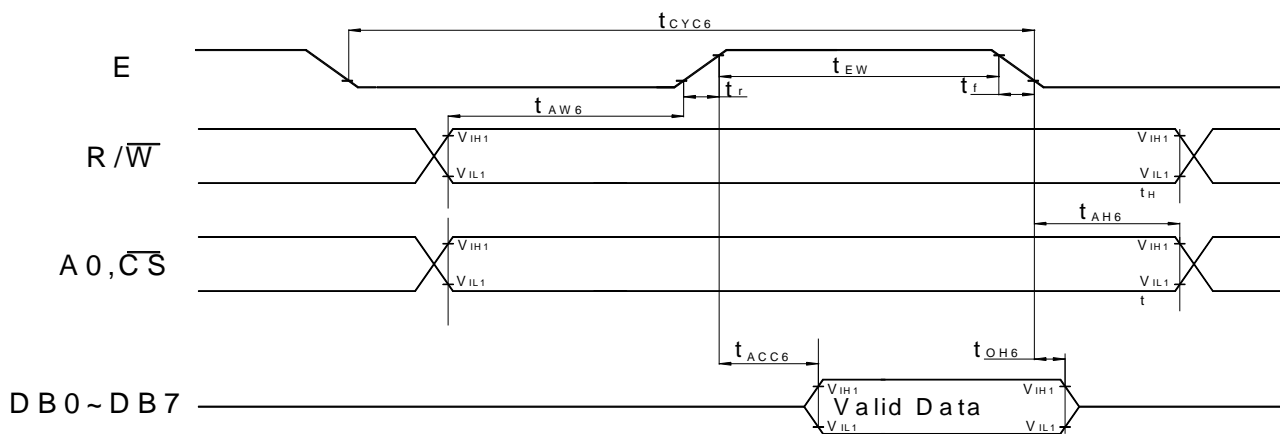 tCYC6
E
tEW
tr
tf
tAW6
R/W̅
VIH1
VIH1
VIL1
VIL1
tH
tAH6
A0,C̅S̅
VIH1
VIH1
VIL1
VIL1
t
tACC6
tOH6
DB0~DB7
VIH1
Valid Data
VIH1
VIL1
VIL1